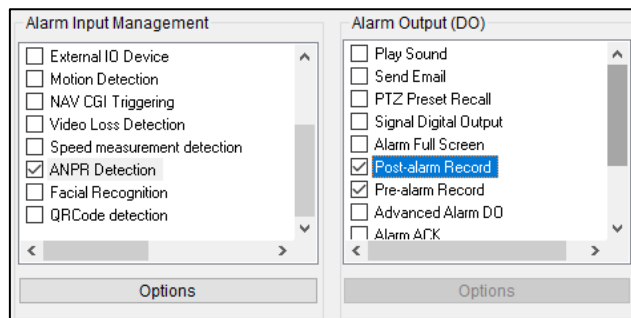 Alarm Input Management
External IO Device
Motion Detection
NAV CGI Triggering
Video Loss Detection
Speed measurement detection
ANPR Detection
Facial Recognition
QRCode detection
Options
Alarm Output (DO)
Play Sound
Send Email
PTZ Preset Recall
Signal Digital Output
Alarm Full Screen
Post-alarm Record
Pre-alarm Record
Advanced Alarm DO
Alarm ACK
Options